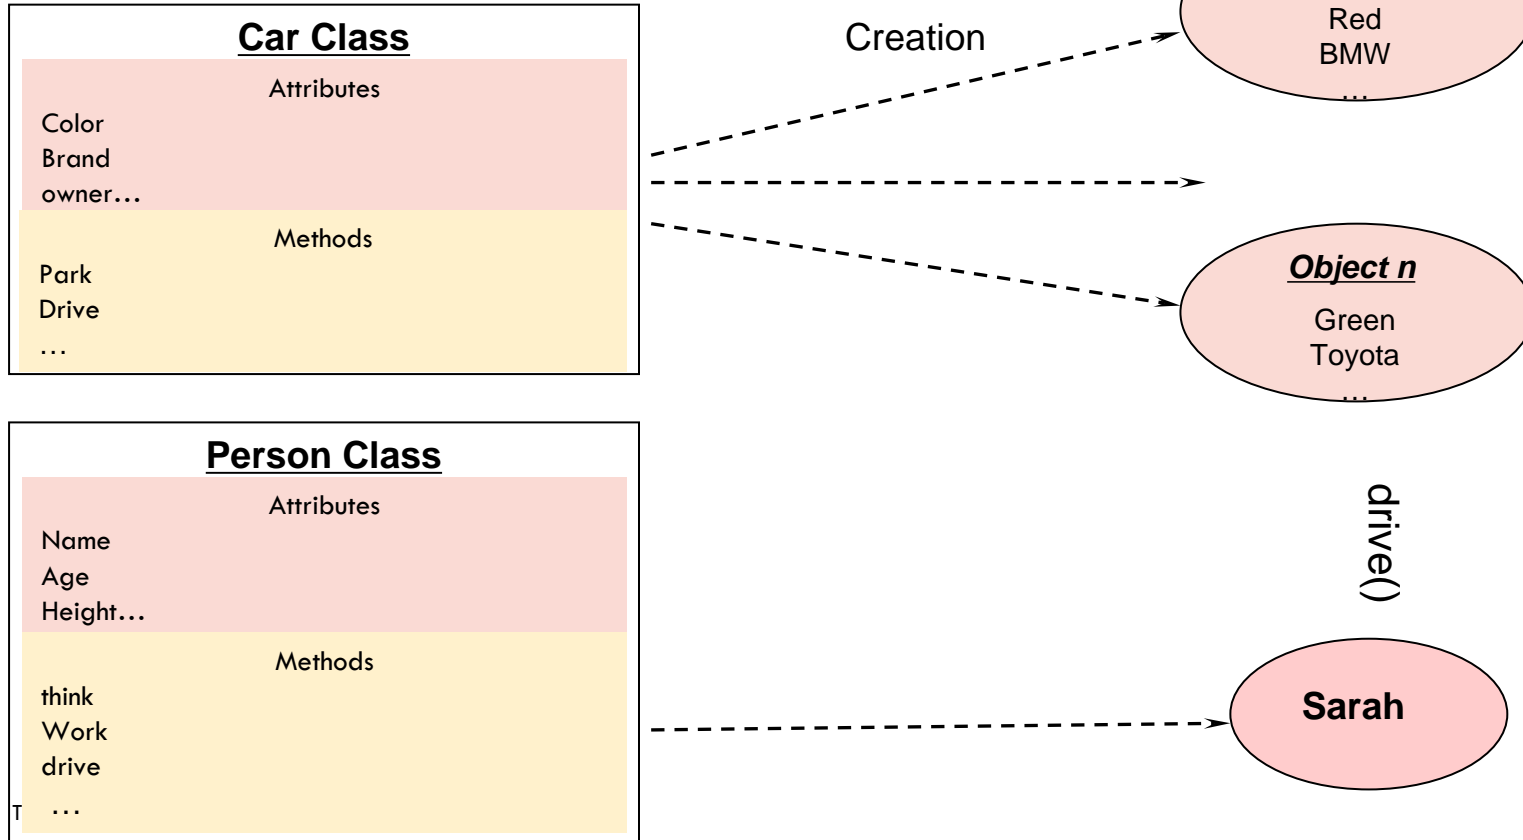 Car Class
Attributes
Color
Brand
owner...
Methods
Park
Drive
...
Creation
Red
BMW
...
Object n
Green
Toyota
...
Person Class
Attributes
Name
Age
Height...
Methods
think
Work
drive
...
T
drive()
Sarah